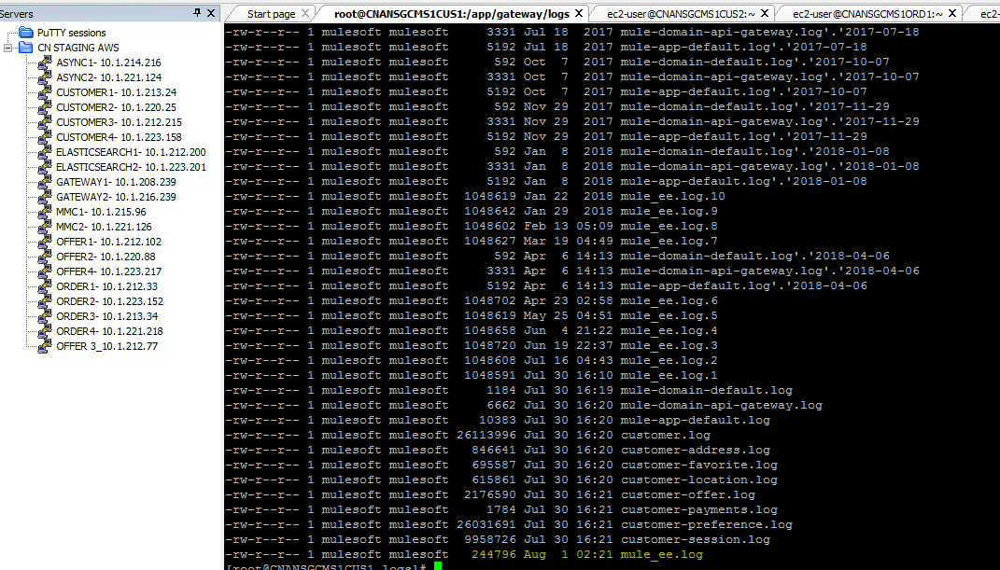 Servers
PuTTY sessions
CN STAGING AWS
ASYNC1- 10.1.214.216
ASYNC2- 10.1.221.124
CUSTOMER1- 10.1.213.24
CUSTOMER2- 10.1.220.25
CUSTOMER3- 10.1.212.215
CUSTOMER4- 10.1.223.158
ELASTICSEARCH1- 10.1.212.200
ELASTICSEARCH2- 10.1.223.201
GATEWAY1- 10.1.208.239
GATEWAY2- 10.1.216.239
MMC1- 10.1.215.96
MMC2- 10.1.221.126
OFFER1- 10.1.212.102
OFFER2- 10.1.220.88
OFFER4- 10.1.223.217
ORDER1- 10.1.212.33
ORDER2- 10.1.223.152
ORDER3- 10.1.213.34
ORDER4- 10.1.221.218
OFFER 3_10.1.212.77
Start page
root@CNANSGCMS1CUS1:/app/gateway/logs
ec2-user@CNANSGCMS1CUS2:~
ec2-user@CNANSGCMS1ORD1:~
ec2-
-rw-r--r-- 1 mulesoft mulesoft 3331 Jul 18 2017 mule-domain-api-gateway.log'.'2017-07-18
-rw-r--r-- 1 mulesoft mulesoft 5192 Jul 18 2017 mule-app-default.log'.'2017-07-18
-rw-r--r-- 1 mulesoft mulesoft 592 Oct 7 2017 mule-domain-default.log'.'2017-10-07
-rw-r--r-- 1 mulesoft mulesoft 3331 Oct 7 2017 mule-domain-api-gateway.log'.'2017-10-07
-rw-r--r-- 1 mulesoft mulesoft 5192 Oct 7 2017 mule-app-default.log'.'2017-10-07
-rw-r--r-- 1 mulesoft mulesoft 592 Nov 29 2017 mule-domain-default.log'.'2017-11-29
-rw-r--r-- 1 mulesoft mulesoft 3331 Nov 29 2017 mule-domain-api-gateway.log'.'2017-11-29
-rw-r--r-- 1 mulesoft mulesoft 5192 Nov 29 2017 mule-app-default.log'.'2017-11-29
-rw-r--r-- 1 mulesoft mulesoft 592 Jan 8 2018 mule-domain-default.log'.'2018-01-08
-rw-r--r-- 1 mulesoft mulesoft 3331 Jan 8 2018 mule-domain-api-gateway.log'.'2018-01-08
-rw-r--r-- 1 mulesoft mulesoft 5192 Jan 8 2018 mule-app-default.log'.'2018-01-08
-rw-r--r-- 1 mulesoft mulesoft 1048619 Jan 22 2018 mule_ee.log.10
-rw-r--r-- 1 mulesoft mulesoft 1048642 Jan 29 2018 mule_ee.log.9
-rw-r--r-- 1 mulesoft mulesoft 1048602 Feb 13 05:09 mule_ee.log.8
-rw-r--r-- 1 mulesoft mulesoft 1048627 Mar 19 04:49 mule_ee.log.7
-rw-r--r-- 1 mulesoft mulesoft 592 Apr 6 14:13 mule-domain-default.log'.'2018-04-06
-rw-r--r-- 1 mulesoft mulesoft 3331 Apr 6 14:13 mule-domain-api-gateway.log'.'2018-04-06
-rw-r--r-- 1 mulesoft mulesoft 5192 Apr 6 14:13 mule-app-default.log'.'2018-04-06
-rw-r--r-- 1 mulesoft mulesoft 1048702 Apr 23 02:58 mule_ee.log.6
-rw-r--r-- 1 mulesoft mulesoft 1048619 May 25 04:51 mule_ee.log.5
-rw-r--r-- 1 mulesoft mulesoft 1048658 Jun 4 21:22 mule_ee.log.4
-rw-r--r-- 1 mulesoft mulesoft 1048720 Jun 19 22:37 mule_ee.log.3
-rw-r--r-- 1 mulesoft mulesoft 1048608 Jul 16 04:43 mule_ee.log.2
-rw-r--r-- 1 mulesoft mulesoft 1048591 Jul 30 16:10 mule_ee.log.1
-rw-r--r-- 1 mulesoft mulesoft 1184 Jul 30 16:19 mule-domain-default.log
-rw-r--r-- 1 mulesoft mulesoft 6662 Jul 30 16:20 mule-domain-api-gateway.log
-rw-r--r-- 1 mulesoft mulesoft 10383 Jul 30 16:20 mule-app-default.log
-rw-r--r-- 1 mulesoft mulesoft 26113996 Jul 30 16:20 customer.log
-rw-r--r-- 1 mulesoft mulesoft 846641 Jul 30 16:20 customer-address.log
-rw-r--r-- 1 mulesoft mulesoft 695587 Jul 30 16:20 customer-favorite.log
-rw-r--r-- 1 mulesoft mulesoft 615861 Jul 30 16:20 customer-location.log
-rw-r--r-- 1 mulesoft mulesoft 2176590 Jul 30 16:21 customer-offer.log
-rw-r--r-- 1 mulesoft mulesoft 1784 Jul 30 16:21 customer-payments.log
-rw-r--r-- 1 mulesoft mulesoft 26031691 Jul 30 16:21 customer-preference.log
-rw-r--r-- 1 mulesoft mulesoft 9958726 Jul 30 16:21 customer-session.log
-rw-r--r-- 1 mulesoft mulesoft 244796 Aug 1 02:21 mule_ee.log
[root@CNANSGCMS1CUS1 logs]#